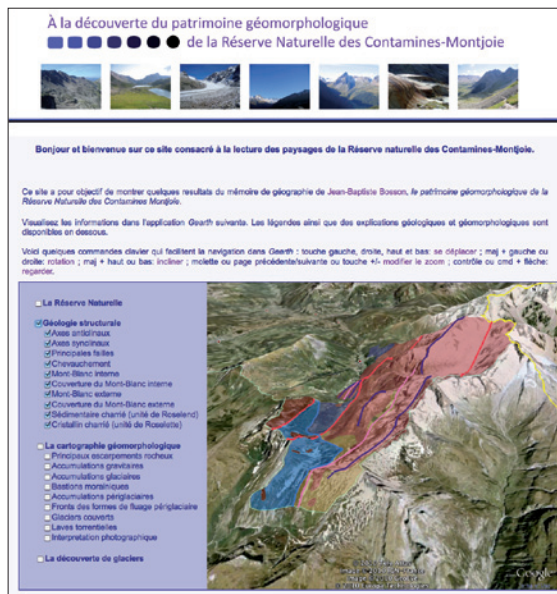 À la découverte du patrimoine géomorphologique
de la Réserve Naturelle des Contamines-Montjoie
Bonjour et bienvenue sur ce site consacré à la lecture des paysages de la Réserve naturelle des Contamines-Montjoie.
Ce site a pour objectif de montrer quelques resultats du mémoire de géographie de Jean-Baptiste Bosson, le patrimoine géomorphologique de la
Réserve Naturelle des Contamines Montjoie.
Visualisez les informations dans l'application Gearth suivante. Les légendes ainsi que des explications géologiques et géomorphologiques sont
disponibles en dessous.
Voici quelques commandes clavier qui facilitent la navigation dans Gearth : touche gauche, droite, haut et bas: se déplacer ; maj + gauche ou
droite: rotation ; maj + haut ou bas: incliner ; molette ou page précédente/suivante ou touche +/- modifier le zoom ; contrôle ou cmd + flèche:
regarder.
La Réserve Naturelle
Géologie structurale
Axes anticlinaux
Axes synclinaux
Principales failles
Chevauchement
Mont-Blanc interne
Couverture du Mont-Blanc interne
Mont-Blanc externe
Couverture du Mont-Blanc externe
Sédimentaire charrié (unité de Roselend)
Cristallin charrié (unité de Roselette)
La cartographie géomorphologique
Principaux escarpements rocheux
Accumulations gravitaires
Accumulations glaciaires
Bastions morainiques
Accumulations périglaciaires
Fronts des formes de fluage périglaciaire
Glaciers couverts
Laves torrentielles
Interpretation photographique
La découverte de glaciers
Google